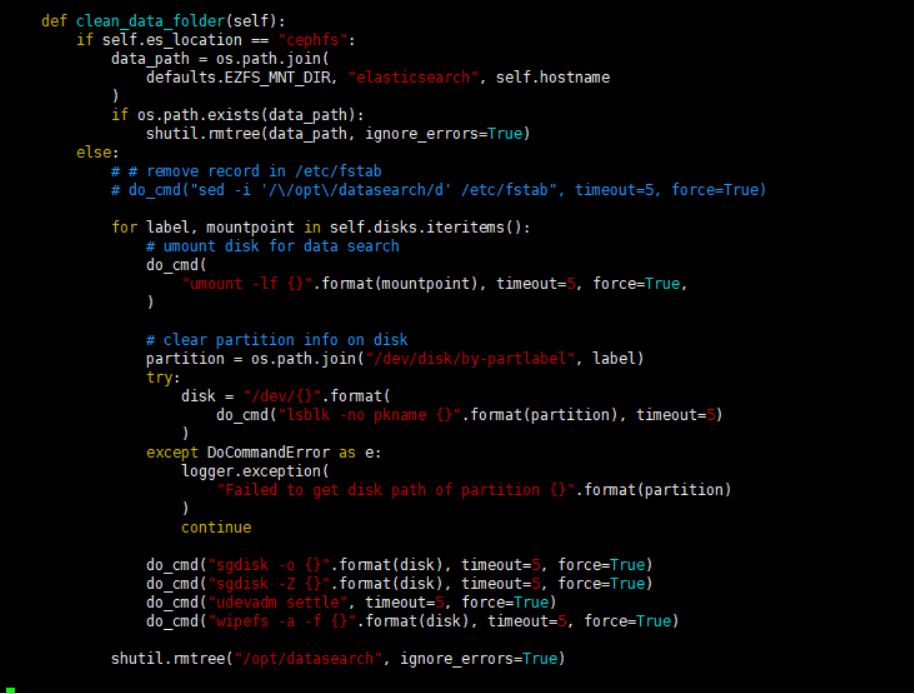 def clean_data_folder(self):
if self.es_location == "cephfs":
data_path = os.path.join(
defaults.EZFS_MNT_DIR, "elasticsearch", self.hostname
)
if os.path.exists(data_path):
shutil.rmtree(data_path, ignore_errors=True)
else:
# # remove record in /etc/fstab
# do_cmd("sed -i '/\/opt\/datasearch/d' /etc/fstab", timeout=5, force=True)
for label, mountpoint in self.disks.iteritems():
# umount disk for data search
do_cmd(
"umount -lf {}".format(mountpoint), timeout=5, force=True,
)
# clear partition info on disk
partition = os.path.join("/dev/disk/by-partlabel", label)
try:
disk = "/dev/{}".format(
do_cmd("lsblk -no pkname {}".format(partition), timeout=5)
)
except DoCommandError as e:
logger.exception(
"Failed to get disk path of partition {}".format(partition)
)
continue
do_cmd("sgdisk -o {}".format(disk), timeout=5, force=True)
do_cmd("sgdisk -Z {}".format(disk), timeout=5, force=True)
do_cmd("udevadm settle", timeout=5, force=True)
do_cmd("wipefs -a -f {}".format(disk), timeout=5, force=True)
shutil.rmtree("/opt/datasearch", ignore_errors=True)